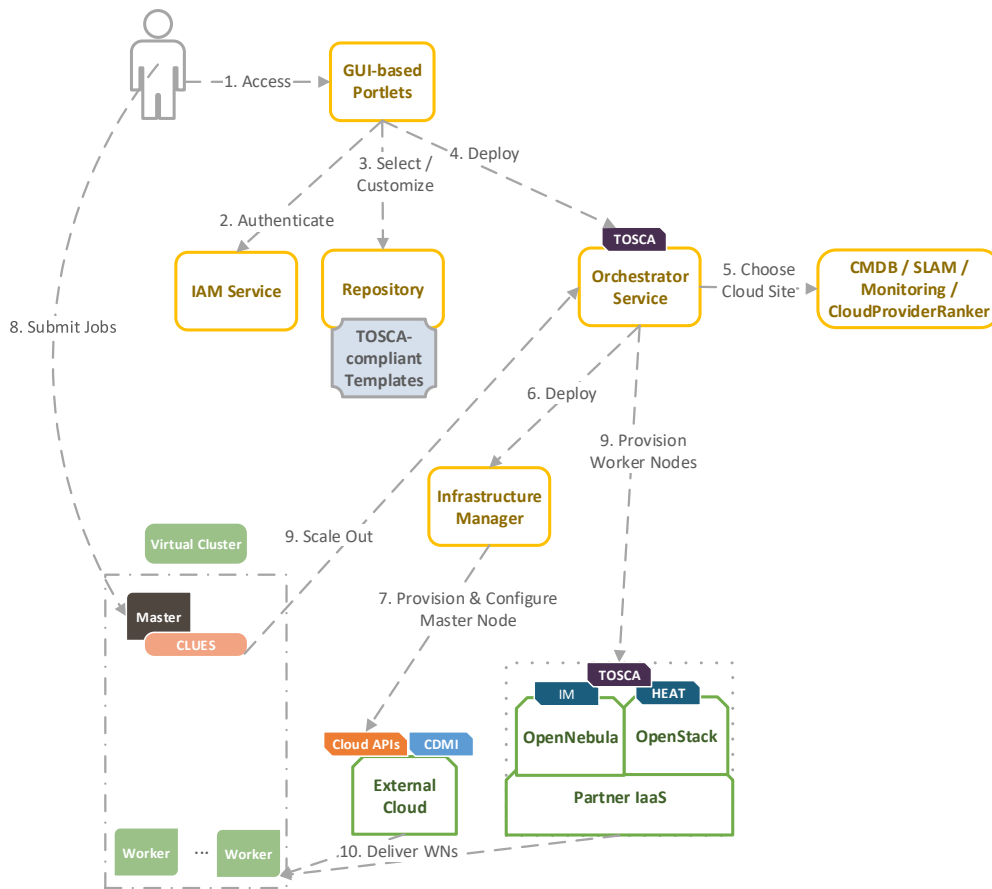 1. Access
GUI-based
Portlets
3. Select /
Customize
4. Deploy
2. Authenticate
TOSCA
IAM Service
Repository
Orchestrator
Service
5. Choose
Cloud Site
CMDB / SLAM /
Monitoring /
CloudProviderRanker
8. Submit Jobs
TOSCA-
compliant
Templates
6. Deploy
9. Provision
Worker Nodes
Infrastructure
Manager
Virtual Cluster
9. Scale Out
7. Provision & Configure
Master Node
Master
CLUES
TOSCA
IM
HEAT
Cloud APIs
CDMI
OpenNebula
OpenStack
External
Cloud
Partner IaaS
Worker
...
Worker
10. Deliver WNs